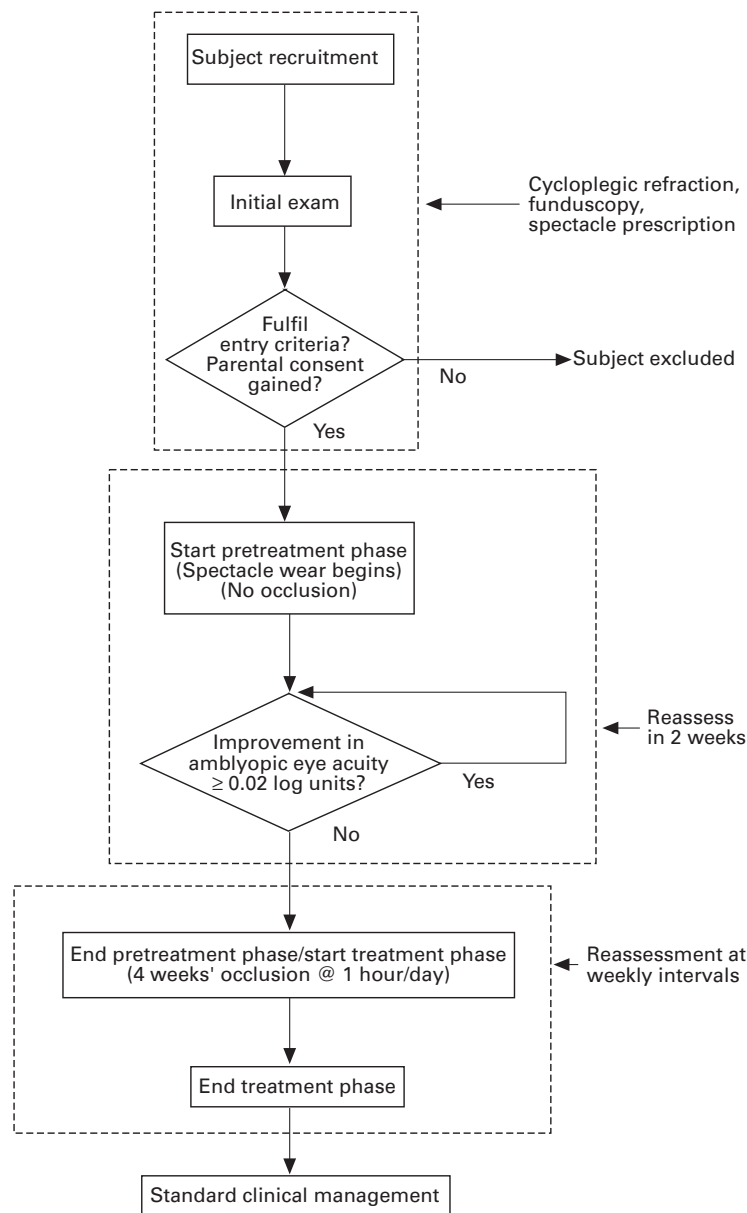 Subject recruitment
Initial exam
Cycloplegic refraction,
funduscopy,
spectacle prescription
Fulfil
entry criteria?
Parental consent
gained?
No
Subject excluded
Yes
Start pretreatment phase
(Spectacle wear begins)
(No occlusion)
Improvement in
amblyopic eye acuity
≥ 0.02 log units?
Yes
Reassess
in 2 weeks
No
End pretreatment phase/start treatment phase
(4 weeks' occlusion @ 1 hour/day)
Reassessment at
weekly intervals
End treatment phase
Standard clinical management